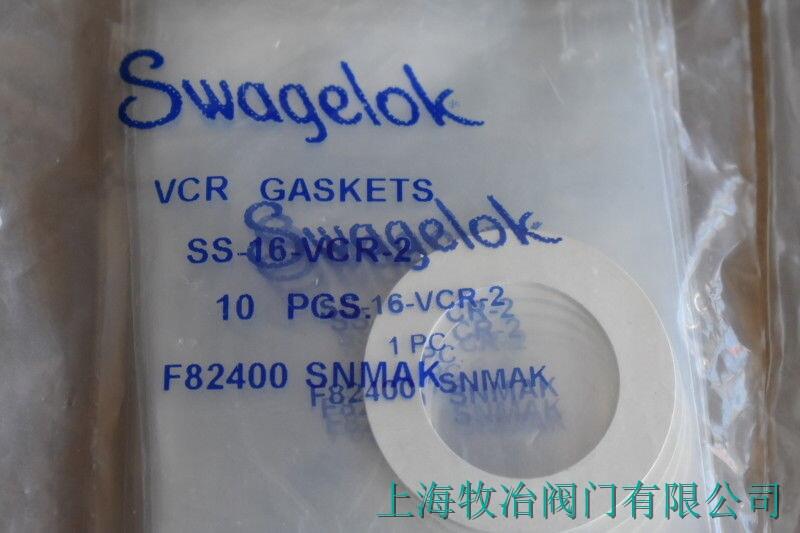 Swagelok
VCR GASKETS
Swagelok
SS-16-VCR-2
10 PCS.
16-VCR-2
1 PC
F82400 SNMAK
F82400 SNMAK
上海牧冶阀门有限公司